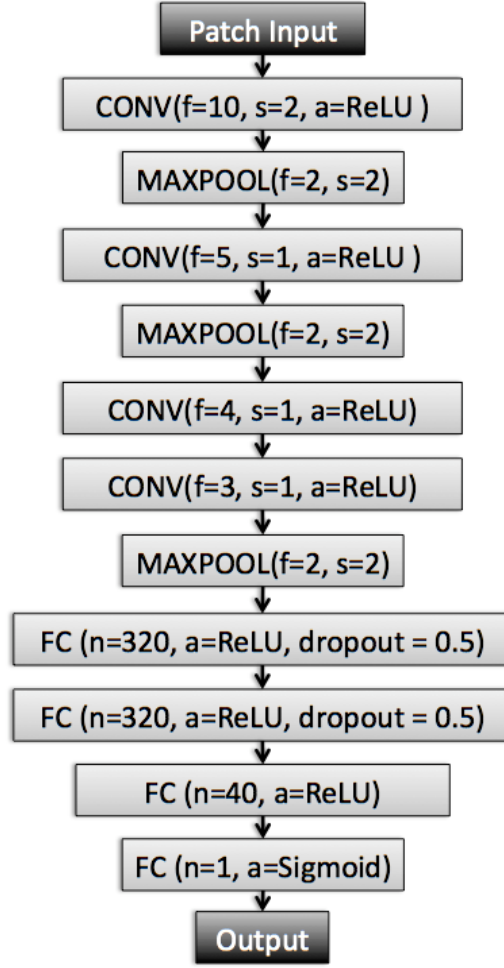 Patch Input
CONV(f=10, s=2, a=ReLU )
MAXPOOL(f=2, s=2)
CONV(f=5, s=1, a=ReLU )
MAXPOOL(f=2, s=2)
CONV(f=4, s=1, a=ReLU)
CONV(f=3, s=1, a=ReLU)
MAXPOOL(f=2, s=2)
FC (n=320, a=ReLU, dropout = 0.5)
FC (n=320, a=ReLU, dropout = 0.5)
FC (n=40, a=ReLU)
FC (n=1, a=Sigmoid)
Output